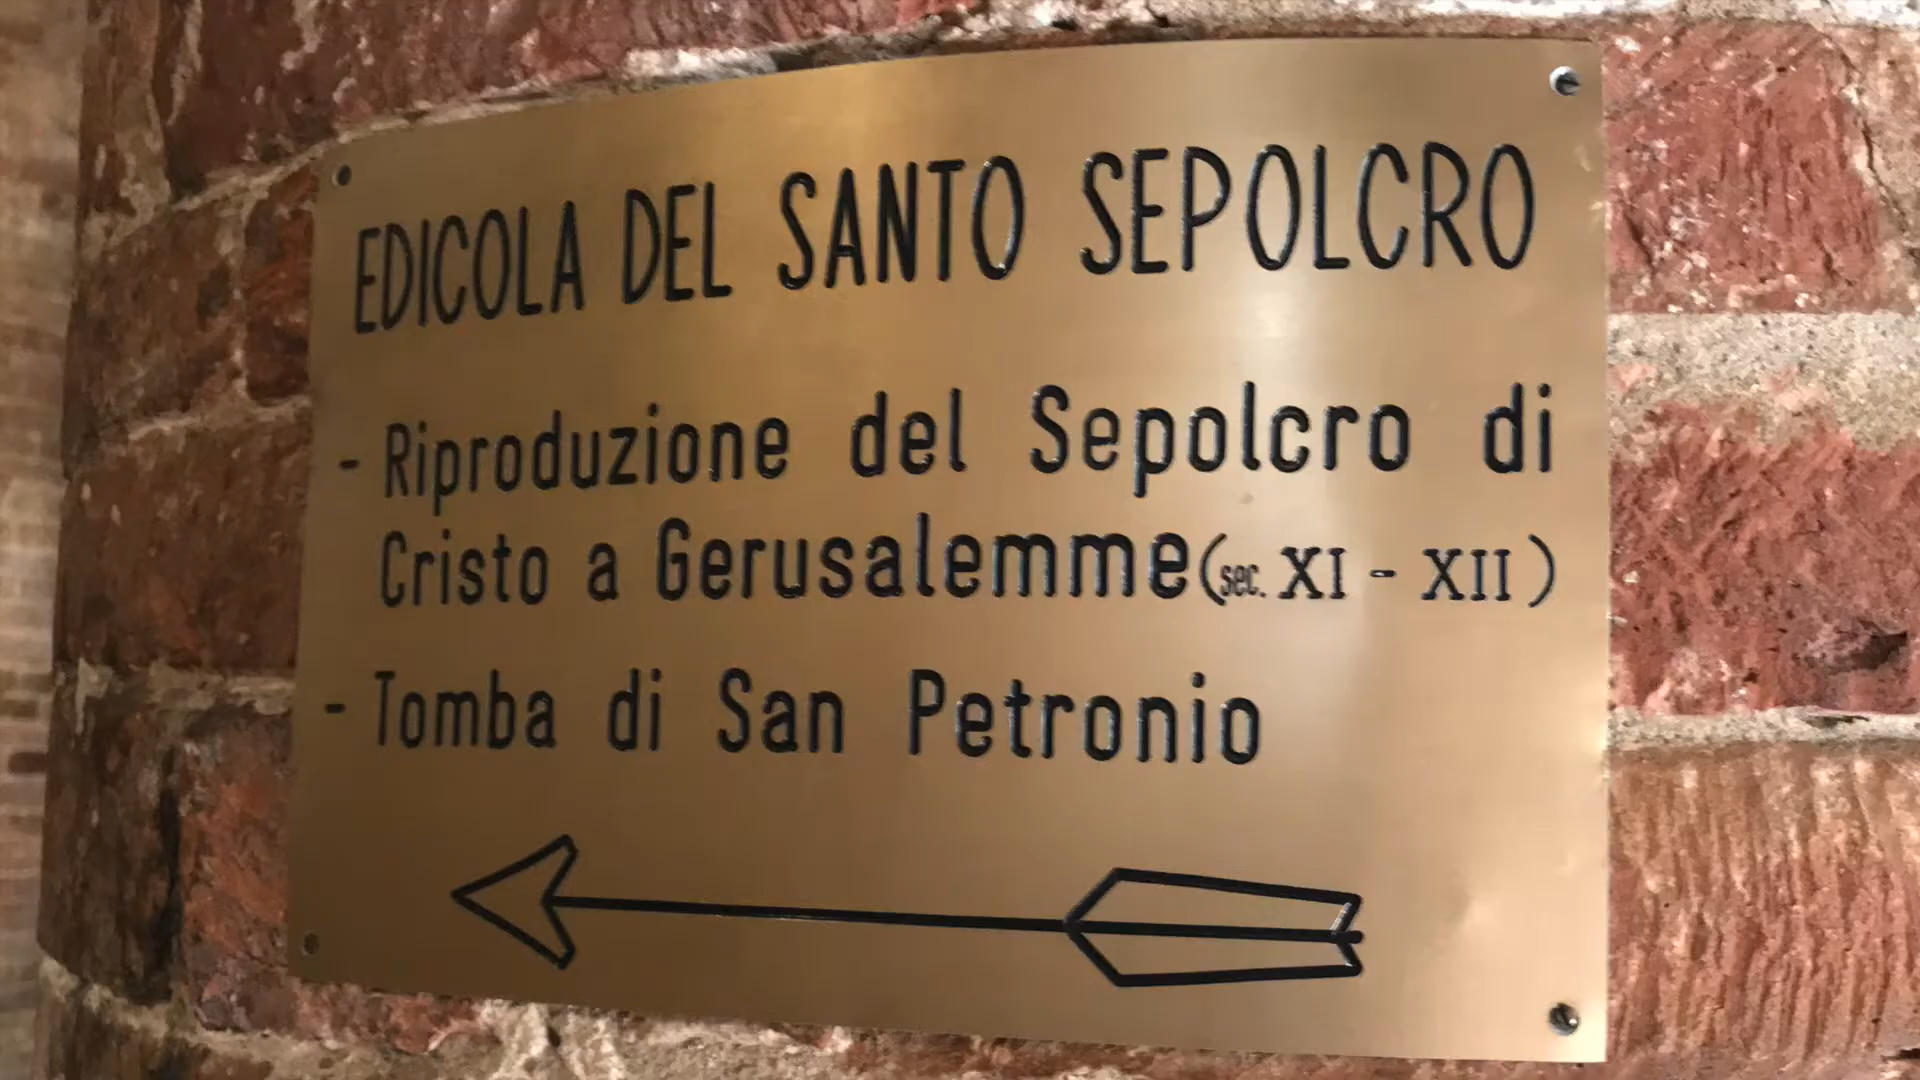 EDICOLA DEL SANTO SEPOLCRO
- Riproduzione del Sepolcro di
Cristo a Gerusalemme (sec. XI - XII)
- Tomba di San Petronio